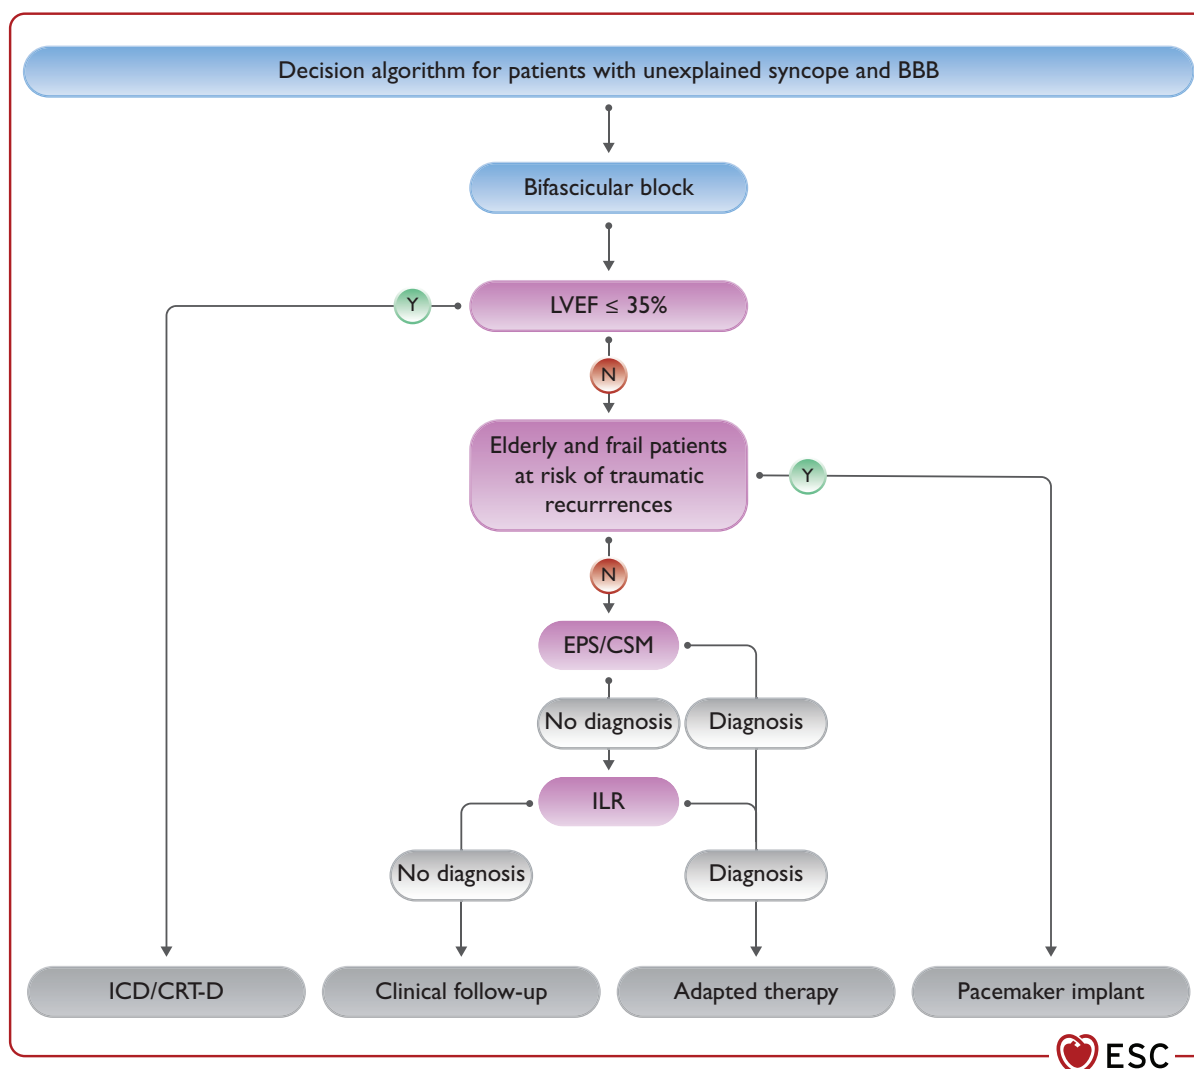 Decision algorithm for patients with unexplained syncope and BBB
Bifascicular block
Y
LVEF ≤ 35%
N
Elderly and frail patients
at risk of traumatic
recurrrences
Y
N
EPS/CSM
No diagnosis
Diagnosis
ILR
No diagnosis
Diagnosis
ICD/CRT-D
Clinical follow-up
Adapted therapy
Pacemaker implant
ESC